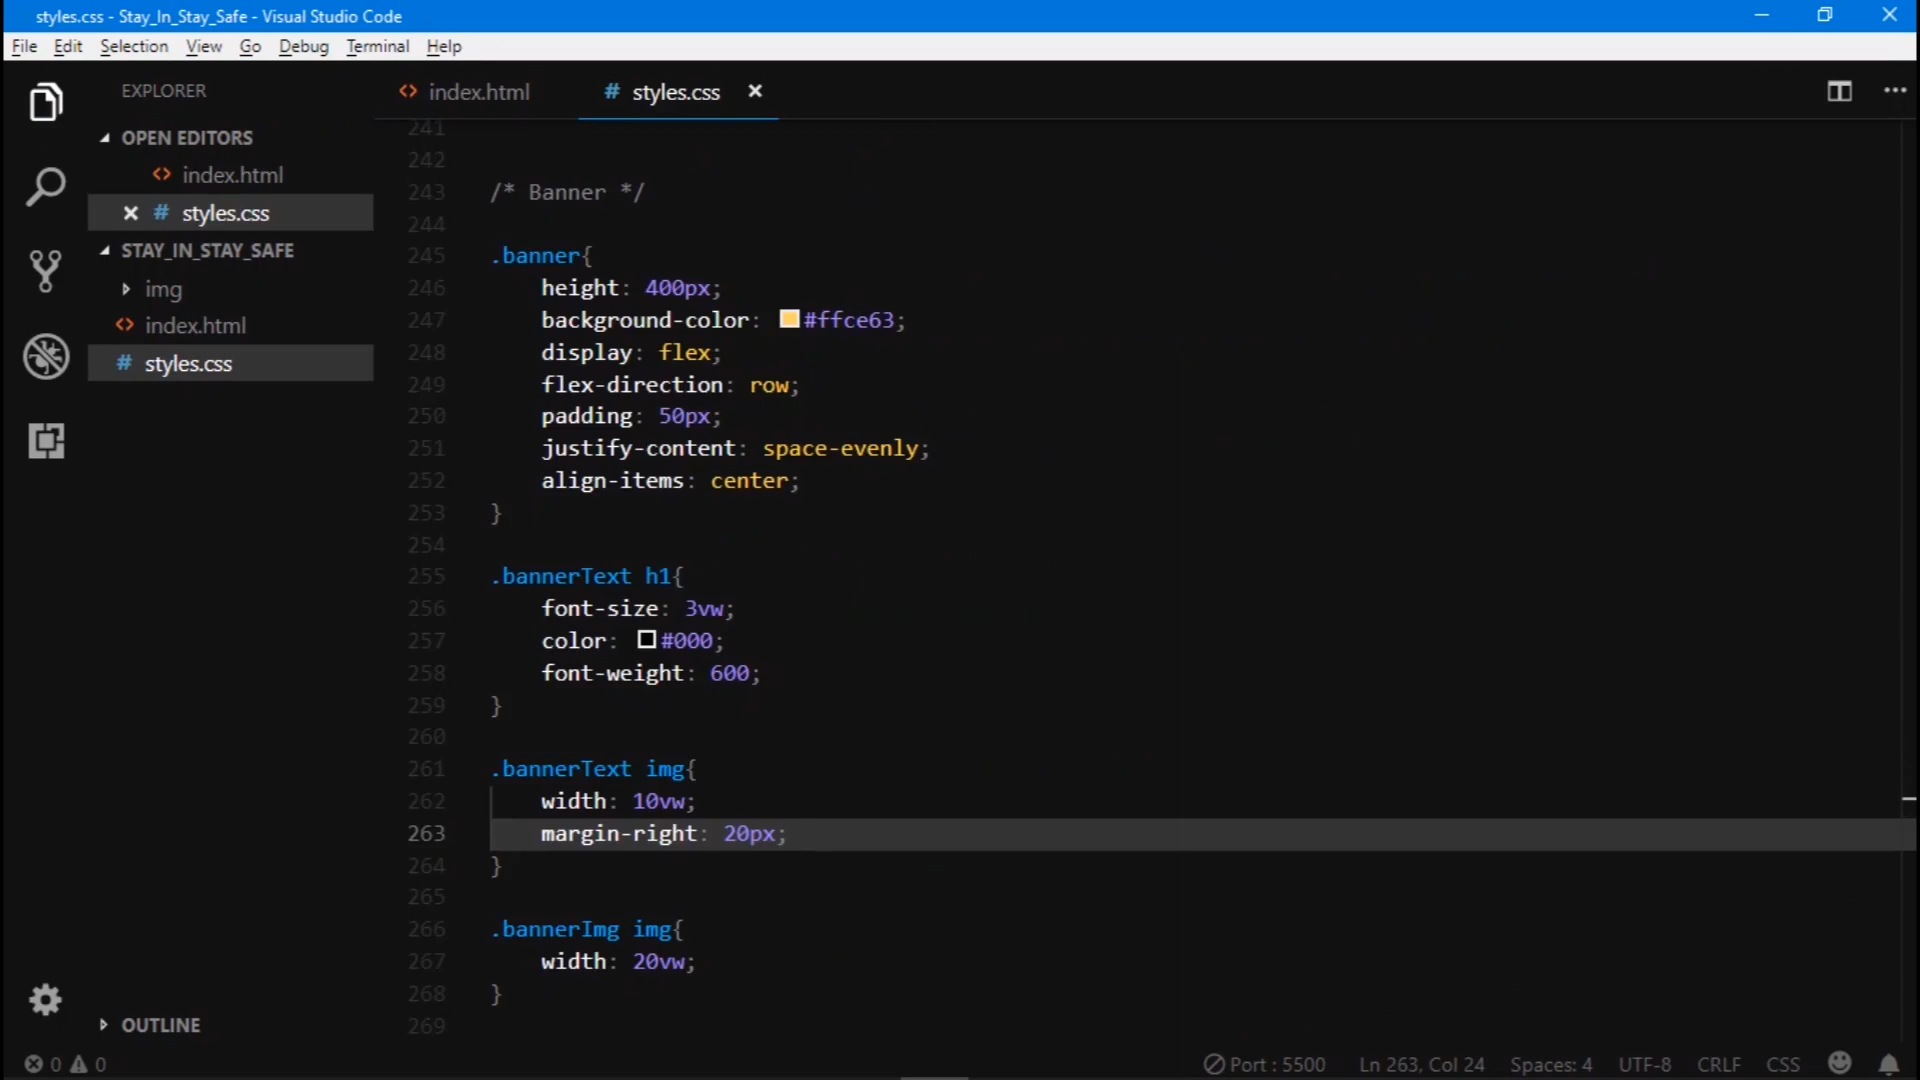 styles.css - Stay_In_Stay_Safe - Visual Studio Code
File Edit Selection View Go Debug Terminal Help
EXPLORER
OPEN EDITORS
<> index.html
× # styles.css
STAY_IN_STAY_SAFE
img
<> index.html
# styles.css
OUTLINE
<> index.html # styles.css ×
241
242
243 /* Banner */
244
245 .banner{
246 height: 400px;
247 background-color: #ffce63;
248 display: flex;
249 flex-direction: row;
250 padding: 50px;
251 justify-content: space-evenly;
252 align-items: center;
253 }
254
255 .bannerText h1{
256 font-size: 3vw;
257 color: #000;
258 font-weight: 600;
259 }
260
261 .bannerText img{
262 width: 10vw;
263 margin-right: 20px;
264 }
265
266 .bannerImg img{
267 width: 20vw;
268 }
269
0 0 Port : 5500 Ln 263, Col 24 Spaces: 4 UTF-8 CRLF CSS